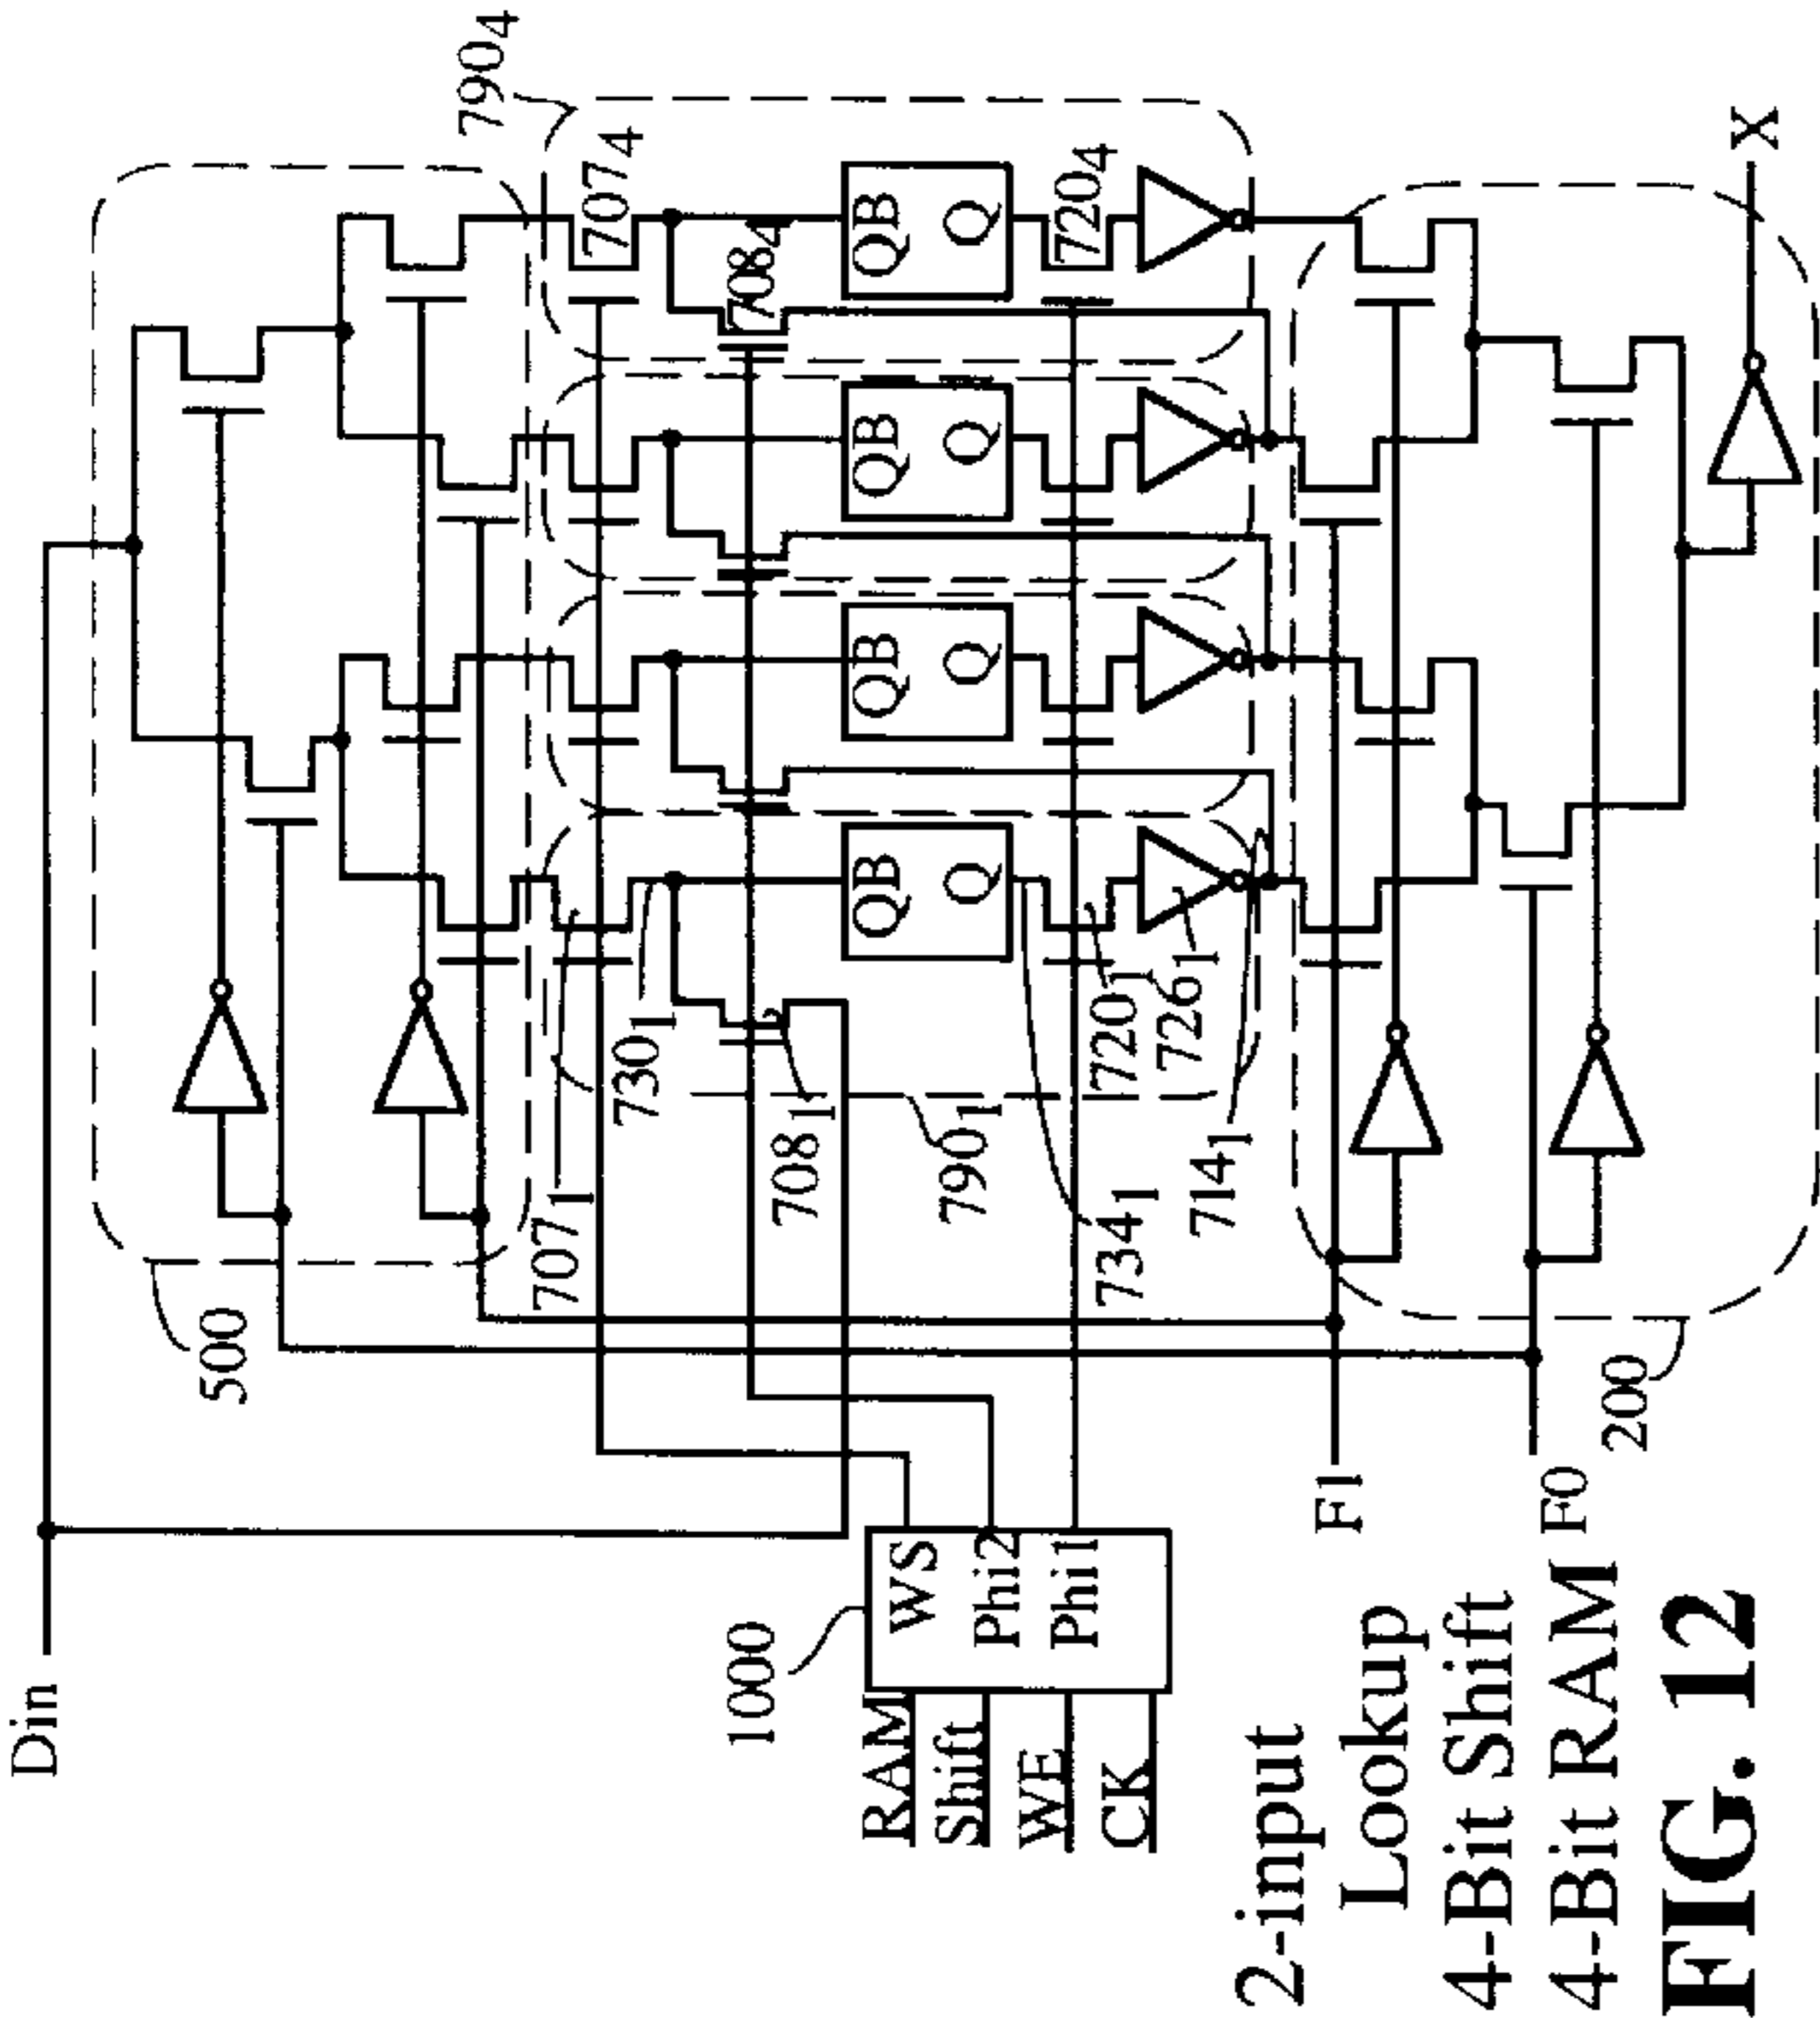 Din
500
790₄
707₄
708₄
QB
Q
720₄
QB
Q
QB
Q
QB
Q
707₁
730₁
708₁
790₁
734₁
720₁
726₁
714₁
1000
RAM
Shift
WE
CK
WS
Phi2
Phi1
F1
F0
200
X
2-input
Lookup
4-Bit Shift
4-Bit RAM
FIG. 12